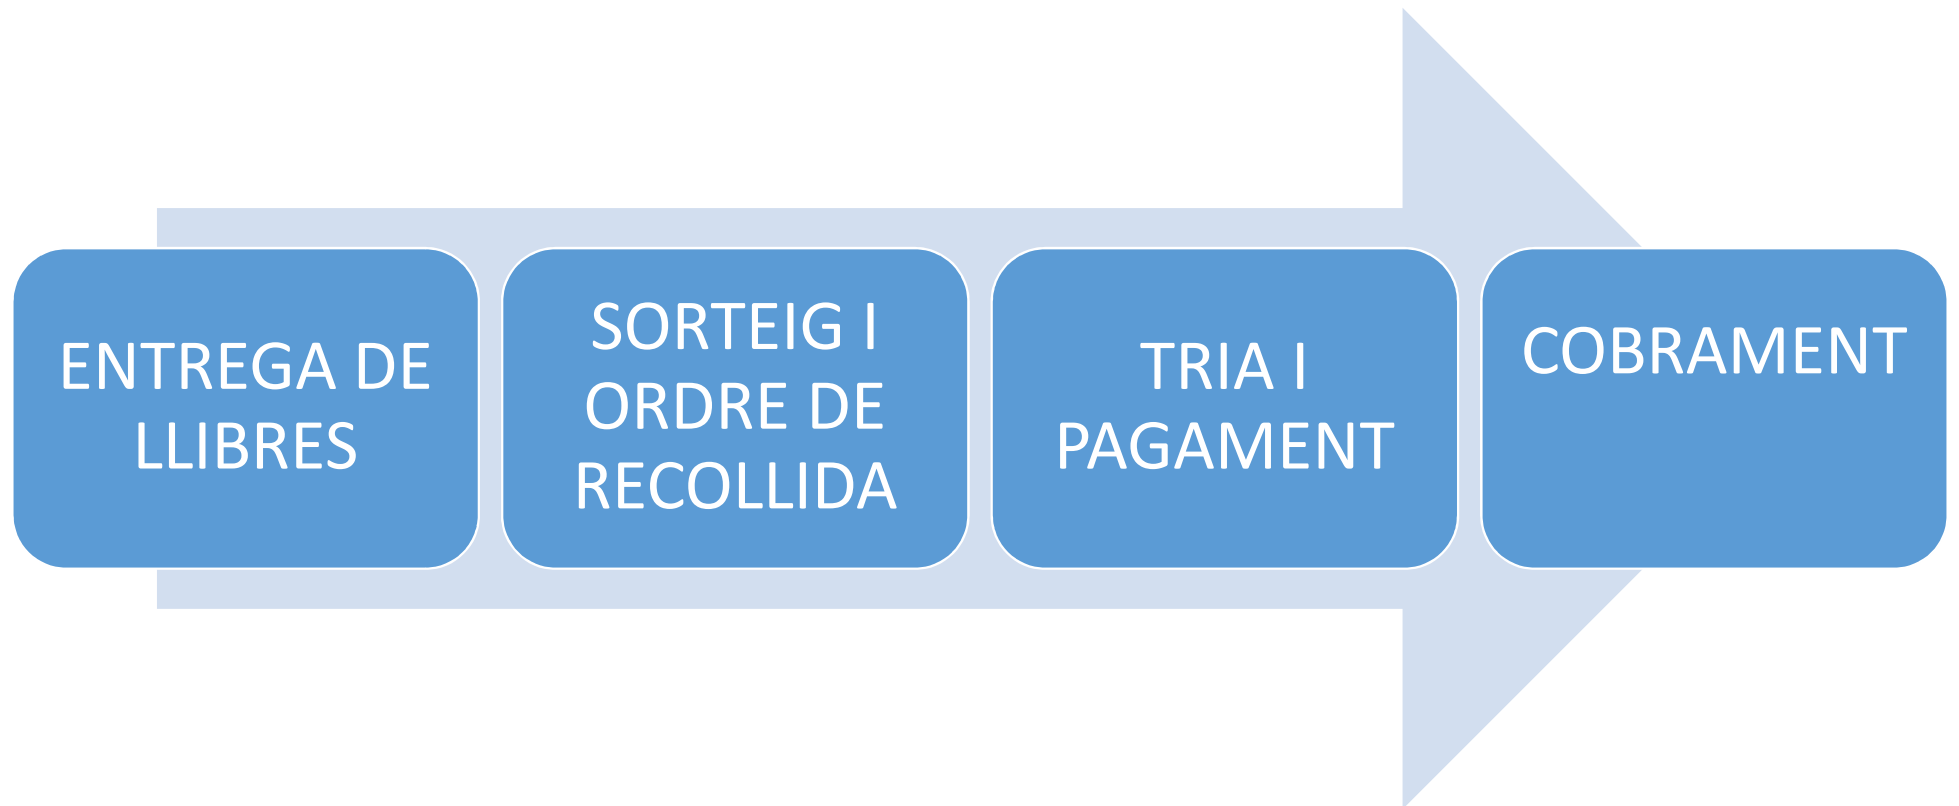 ENTREGA DE
LLIBRES
SORTEIG I
ORDRE DE
RECOLLIDA
TRIA I
PAGAMENT
COBRAMENT